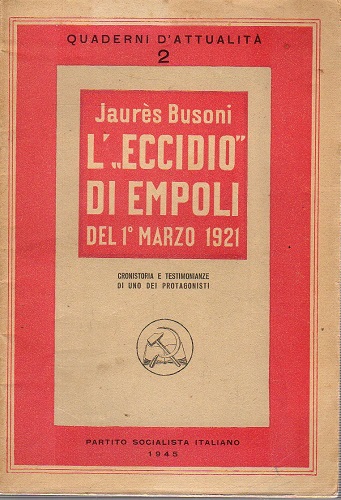 QUADERNI D'ATTUALITÀ
2
Jaurès Busoni
L'„ECCIDIO"
DI EMPOLI
DEL 1° MARZO 1921
CRONISTORIA E TESTIMONIANZE
DI UNO DEI PROTAGONISTI
PARTITO SOCIALISTA ITALIANO
1945